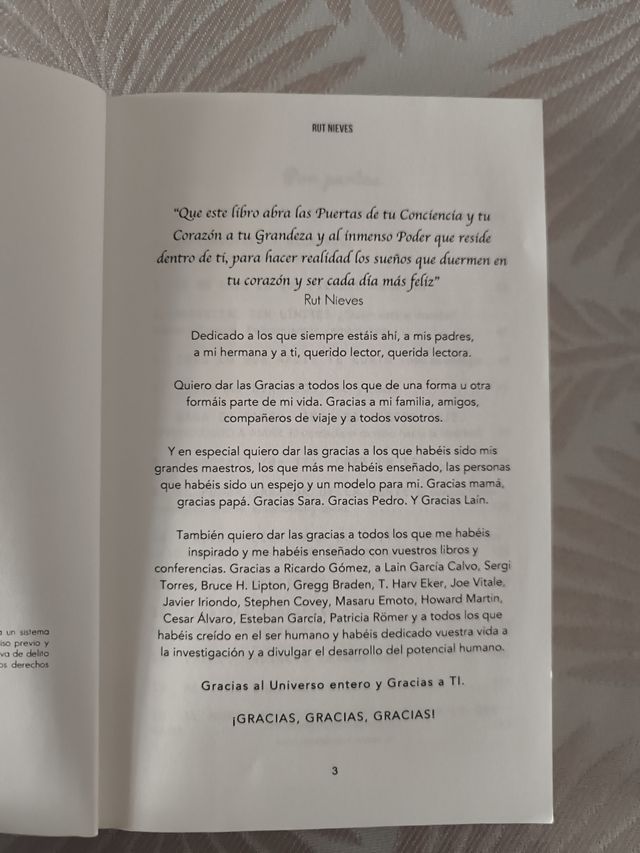 RUT NIEVES
"Que este libro abra las Puertas de tu Conciencia y tu
Corazón a tu Grandeza y al inmenso Poder que reside
dentro de ti, para hacer realidad los sueños que duermen en
tu corazón y ser cada día más feliz"
Rut Nieves
Dedicado a los que siempre estáis ahí, a mis padres,
a mi hermana y a ti, querido lector, querida lectora.
Quiero dar las Gracias a todos los que de una forma u otra
formáis parte de mi vida. Gracias a mi familia, amigos,
compañeros de viaje y a todos vosotros.
Y en especial quiero dar las gracias a los que habéis sido mis
grandes maestros, los que más me habéis enseñado, las personas
que habéis sido un espejo y un modelo para mi. Gracias mamá,
gracias papá. Gracias Sara. Gracias Pedro. Y Gracias Laín.
También quiero dar las gracias a todos los que me habéis
inspirado y me habéis enseñado con vuestros libros y
conferencias. Gracias a Ricardo Gómez, a Lain García Calvo, Sergi
Torres, Bruce H. Lipton, Gregg Braden, T. Harv Eker, Joe Vitale,
Javier Iriondo, Stephen Covey, Masaru Emoto, Howard Martin,
Cesar Álvaro, Esteban García, Patricia Römer y a todos los que
habéis creído en el ser humano y habéis dedicado vuestra vida a
la investigación y a divulgar el desarrollo del potencial humano.
Gracias al Universo entero y Gracias a TI.
¡GRACIAS, GRACIAS, GRACIAS!
3
a un sistema
iso previo y
va de delito
os derechos